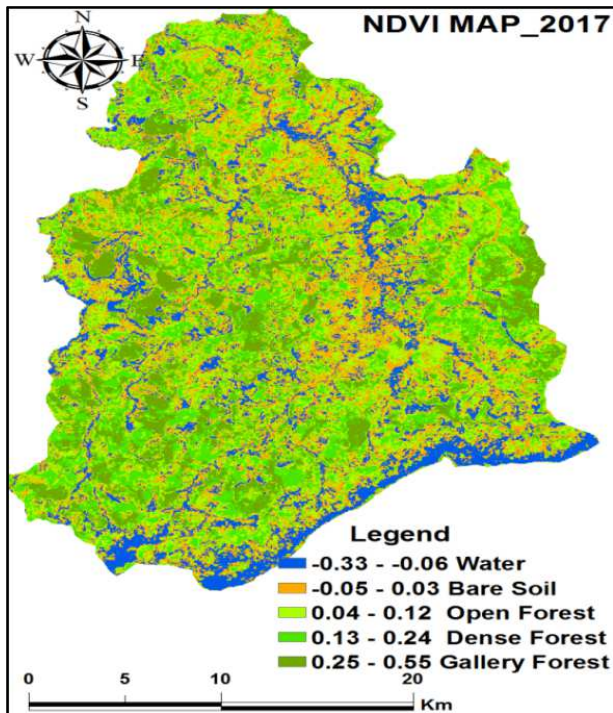 NDVI MAP_2017
N
W E
S
Legend
-0.33 - -0.06 Water
-0.05 - 0.03 Bare Soil
0.04 - 0.12 Open Forest
0.13 - 0.24 Dense Forest
0.25 - 0.55 Gallery Forest
0 5 10 20
Km